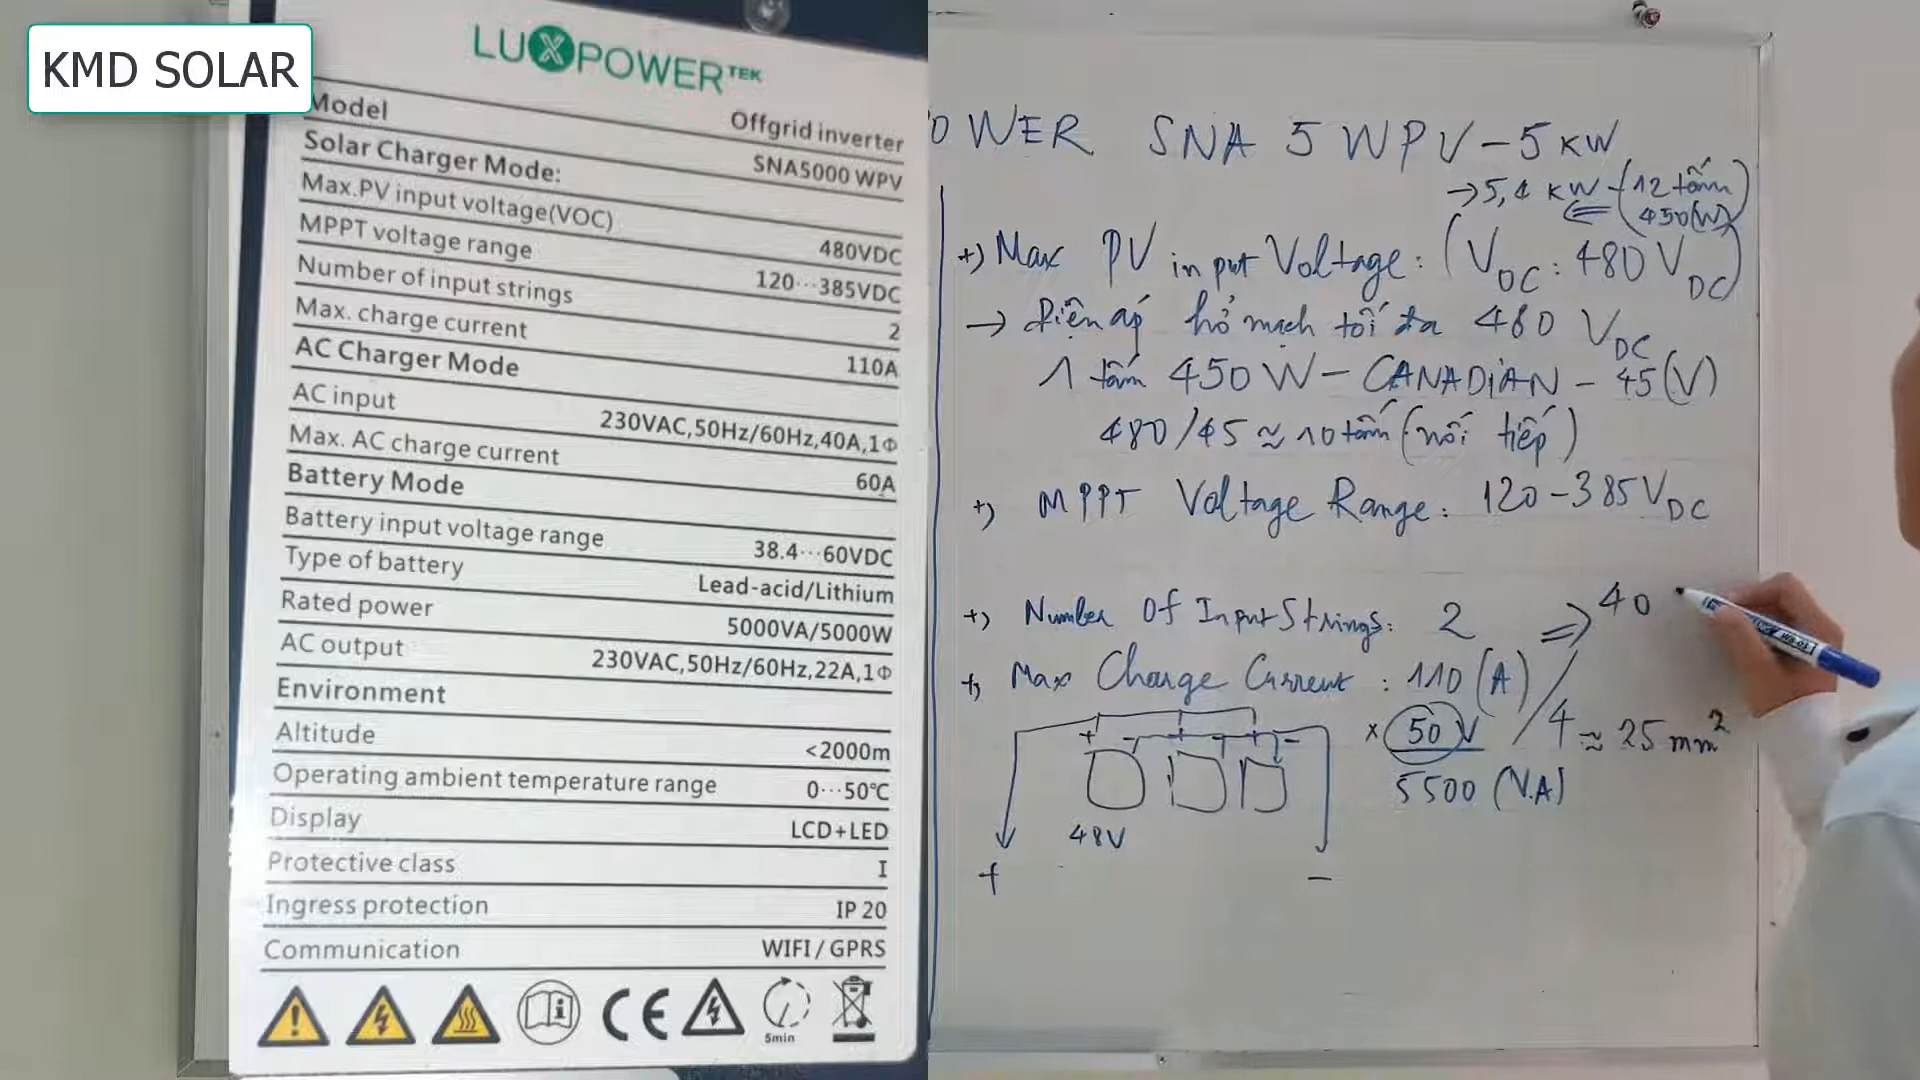 KMD SOLAR
LUXPOWER TEK
Model Offgrid inverter
SNA5000 WPV
Solar Charger Mode:
Max.PV input voltage(VOC) 480VDC
MPPT voltage range 120···385VDC
Number of input strings 2
Max. charge current 110A
AC Charger Mode
AC input 230VAC,50Hz/60Hz,40A,1Φ
Max. AC charge current 60A
Battery Mode
Battery input voltage range 38.4···60VDC
Type of battery Lead-acid/Lithium
Rated power 5000VA/5000W
AC output 230VAC,50Hz/60Hz,22A,1Φ
Environment
Altitude <2000m
Operating ambient temperature range 0···50℃
Display LCD+LED
Protective class I
Ingress protection IP 20
Communication WIFI / GPRS
CE
5min
OWER SNA 5 WPV - 5 KW
→ 5,4 KW - (12 tấm
450(W)
+) Max PV input Voltage: (VOC: 480 VDC)
→ Điện áp hở mạch tối đa 480 VDC
1 tấm 450 W - CANADIAN - 45 (V)
480/45 ≈ 10 tấm (nối tiếp)
+) MPPT Voltage Range: 120 - 385 VDC
+) Number Of Input Strings: 2 ⇒ 40
+) Max Charge Current: 110 (A) / 4 ≈ 25 mm²
× 50 V
5500 (V.A)
+ - + - + -
48V
+ -